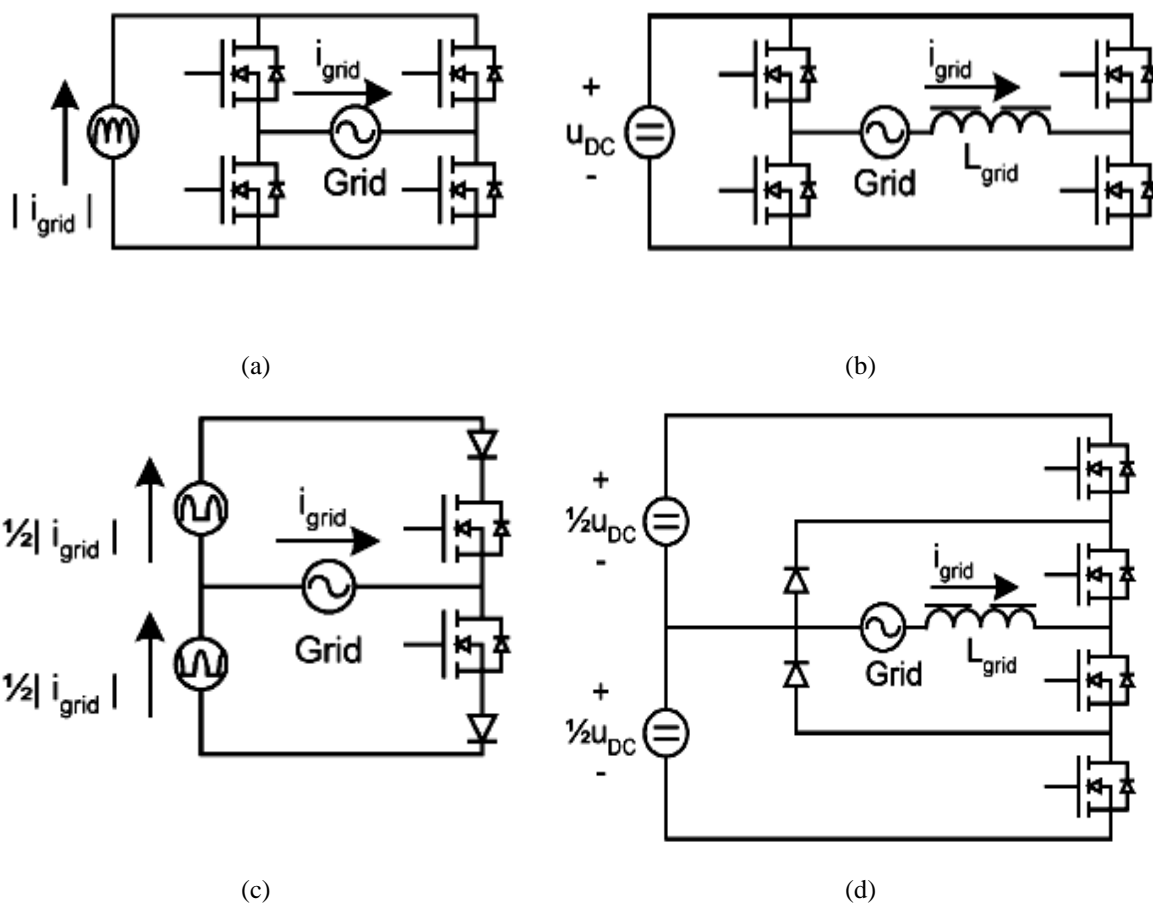 i_grid
| i_grid |
Grid
(a)
+
u_DC
-
i_grid
Grid
L_grid
(b)
½| i_grid |
½| i_grid |
i_grid
Grid
(c)
+
½u_DC
-
+
½u_DC
-
i_grid
Grid
L_grid
(d)